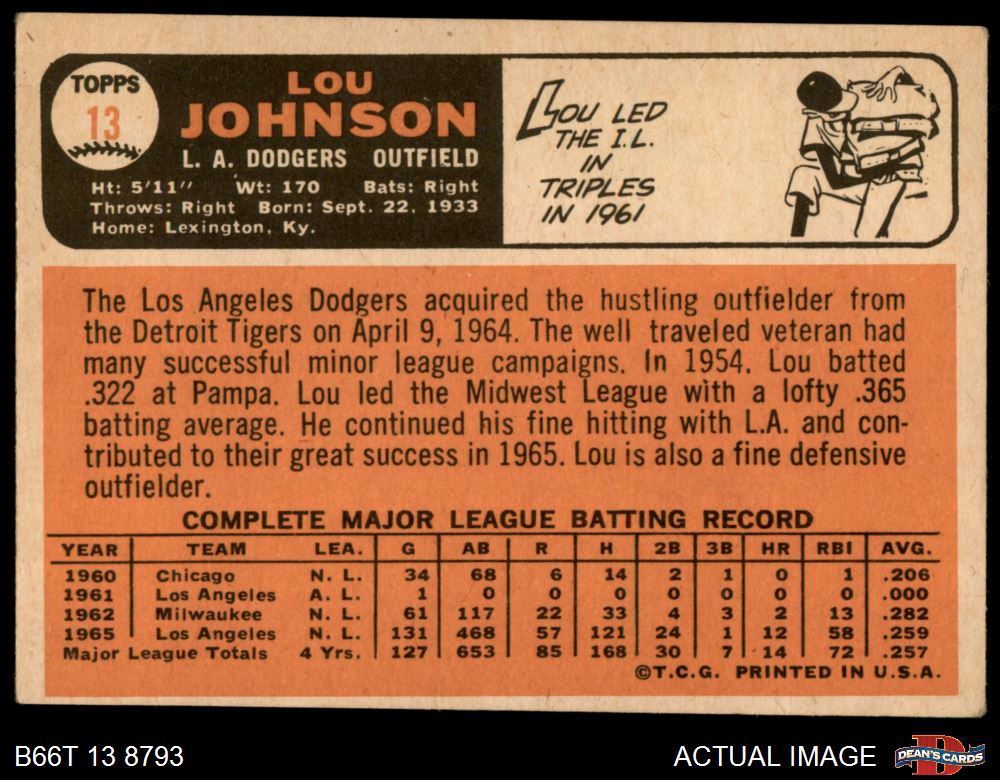 TOPPS
13
LOU
JOHNSON
L. A. DODGERS OUTFIELD
Ht: 5'11" Wt: 170 Bats: Right
Throws: Right Born: Sept. 22, 1933
Home: Lexington, Ky.
LOU LED
THE I.L.
IN
TRIPLES
IN 1961
The Los Angeles Dodgers acquired the hustling outfielder from
the Detroit Tigers on April 9, 1964. The well traveled veteran had
many successful minor league campaigns. In 1954, Lou batted
.322 at Pampa. Lou led the Midwest League with a lofty .365
batting average. He continued his fine hitting with L.A. and con-
tributed to their great success in 1965. Lou is also a fine defensive
outfielder.
COMPLETE MAJOR LEAGUE BATTING RECORD
YEAR TEAM LEA. G AB R H 2B 3B HR RBI AVG.
1960 Chicago N. L. 34 68 6 14 2 1 0 1 .206
1961 Los Angeles A. L. 1 0 0 0 0 0 0 0 .000
1962 Milwaukee N. L. 61 117 22 33 4 3 2 13 .282
1965 Los Angeles N. L. 131 468 57 121 24 1 12 58 .259
Major League Totals 4 Yrs. 127 653 85 168 30 7 14 72 .257
©T.C.G. PRINTED IN U.S.A.
B66T 13 8793
ACTUAL IMAGE
D
DEAN'S CARDS